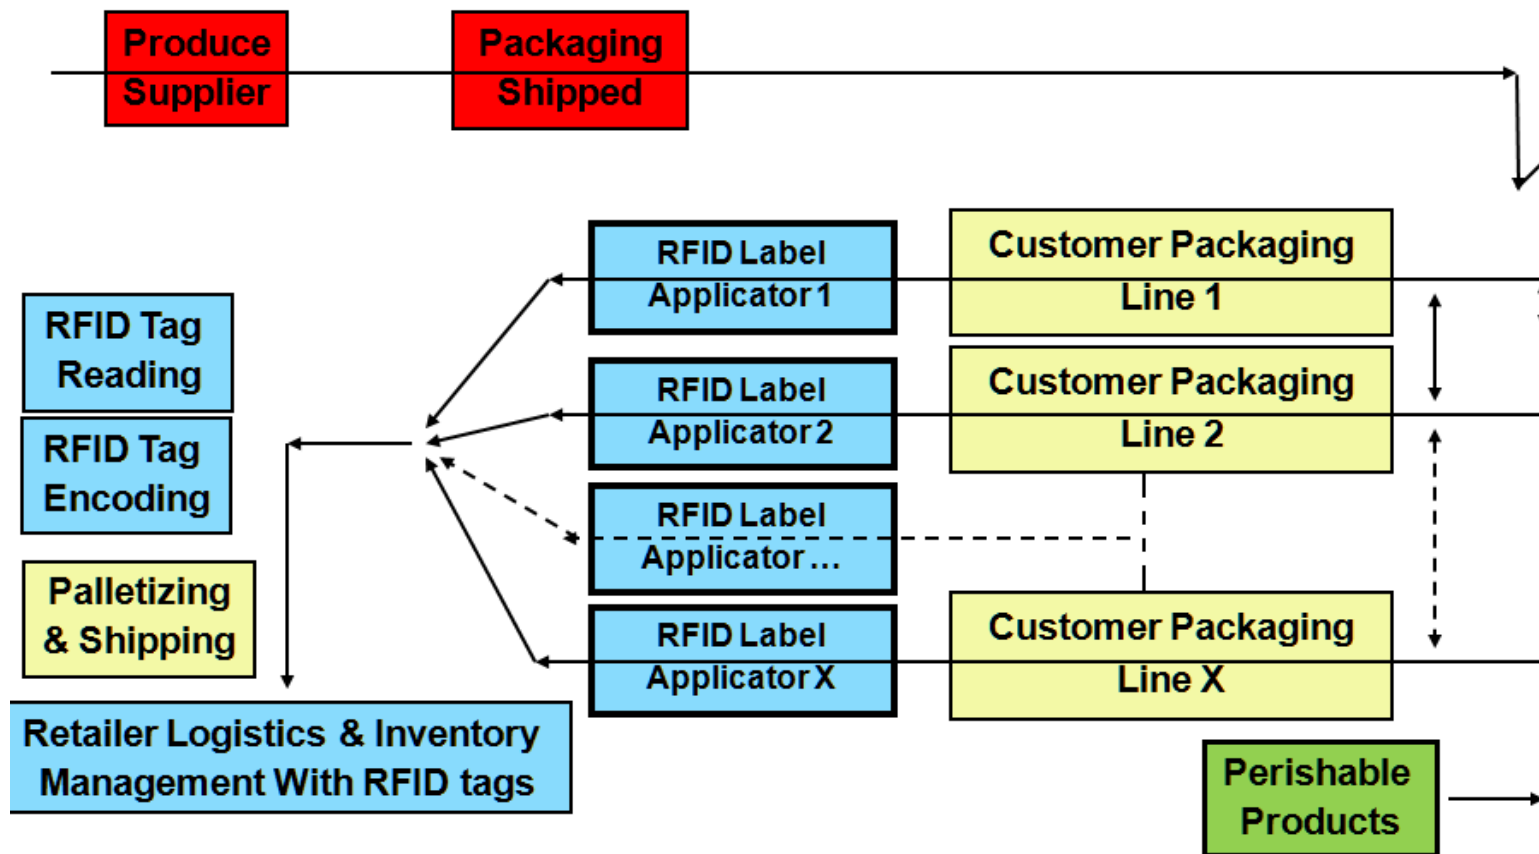 Produce
Supplier
Packaging
Shipped
RFID Label
Applicator 1
Customer Packaging
Line 1
RFID Tag
Reading
RFID Label
Applicator 2
Customer Packaging
Line 2
RFID Tag
Encoding
RFID Label
Applicator ...
Palletizing
& Shipping
RFID Label
Applicator X
Customer Packaging
Line X
Retailer Logistics & Inventory
Management With RFID tags
Perishable
Products